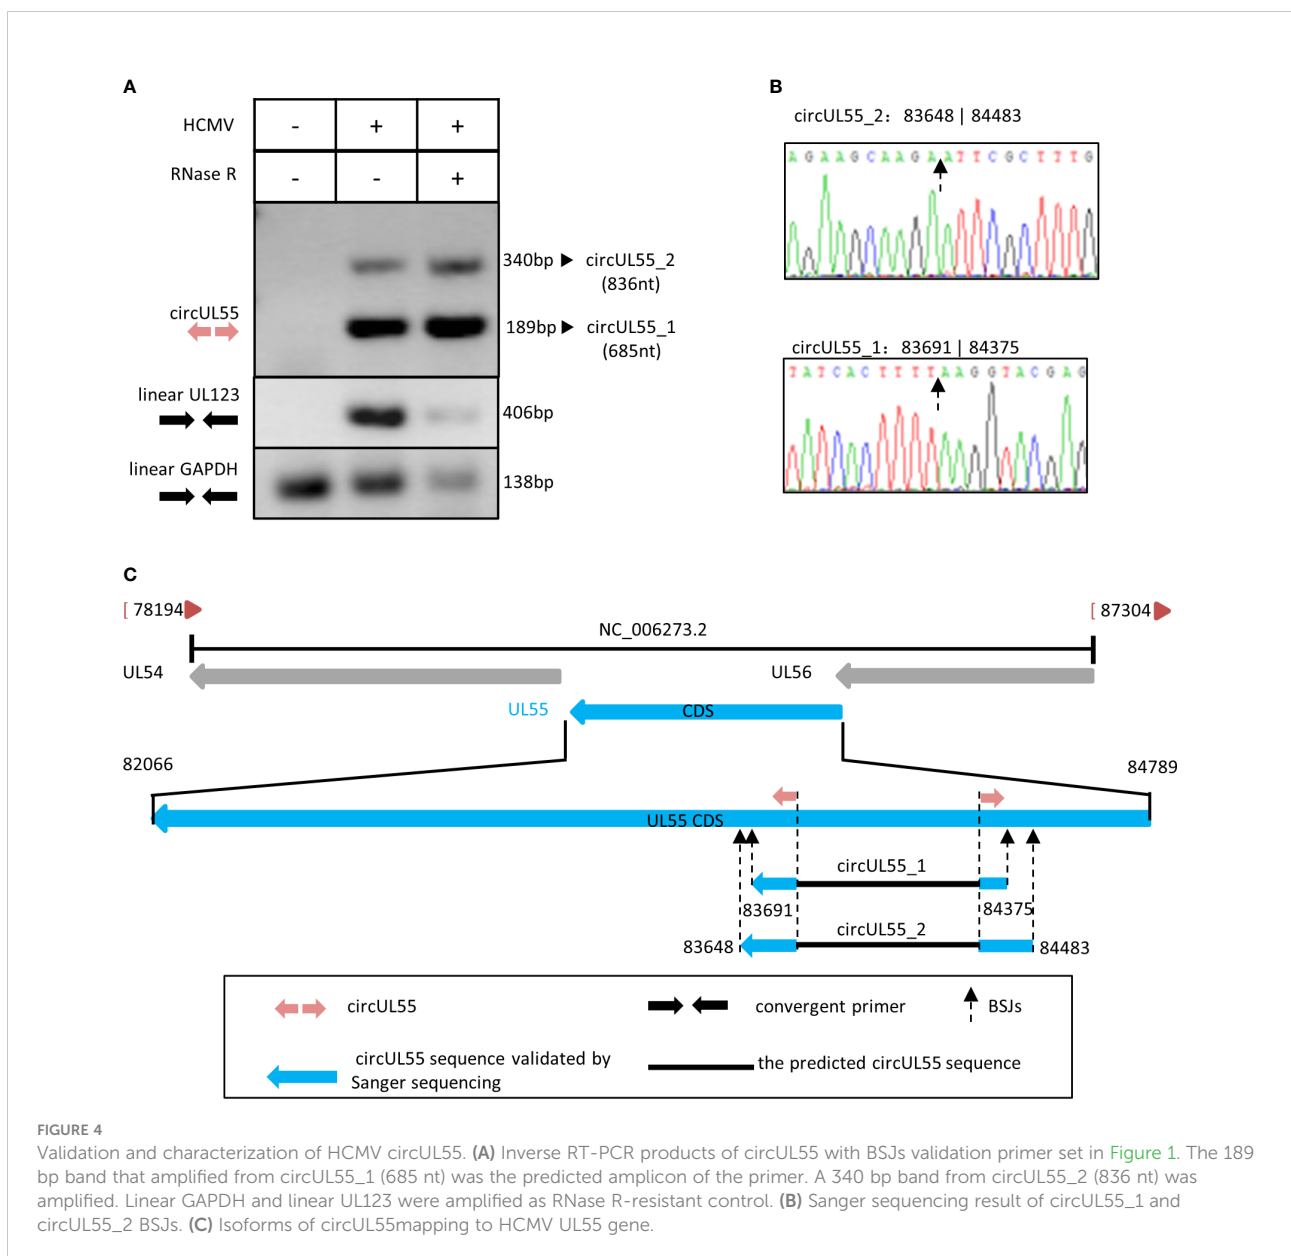 A
HCMV - + +
RNase R - - +
340bp circUL55_2
(836nt)
circUL55
189bp circUL55_1
(685nt)
linear UL123
406bp
linear GAPDH
138bp
B
circUL55_2: 83648 | 84483
AGAAGCAAGAATTCGCTTTG
circUL55_1: 83691 | 84375
TATCACTTTTAAGGTACGAG
C
[ 78194
[ 87304
NC_006273.2
UL54
UL56
UL55
CDS
82066
84789
UL55 CDS
circUL55_1
83691
84375
circUL55_2
83648
84483
circUL55
convergent primer
BSJs
circUL55 sequence validated by
Sanger sequencing
the predicted circUL55 sequence
FIGURE 4
Validation and characterization of HCMV circUL55. (A) Inverse RT-PCR products of circUL55 with BSJs validation primer set in Figure 1. The 189
bp band that amplified from circUL55_1 (685 nt) was the predicted amplicon of the primer. A 340 bp band from circUL55_2 (836 nt) was
amplified. Linear GAPDH and linear UL123 were amplified as RNase R-resistant control. (B) Sanger sequencing result of circUL55_1 and
circUL55_2 BSJs. (C) Isoforms of circUL55mapping to HCMV UL55 gene.